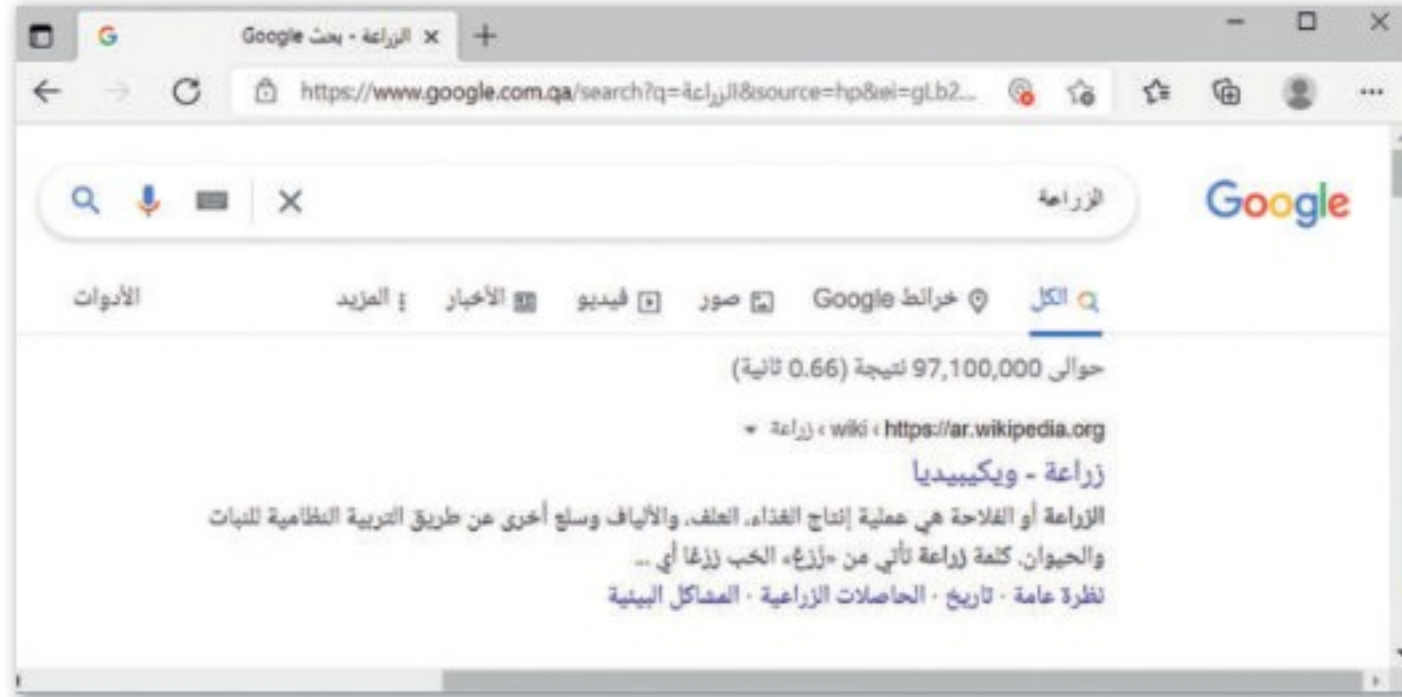 الزراعة - بحث Google
https://www.google.com.qa/search?q=الزراعة&source=hp&ei=gLb2...
الزراعة
Google
الكل خرائط Google صور فيديو الأخبار المزيد الأدوات
حوالى 97,100,000 نتيجة (0.66 ثانية)
https://ar.wikipedia.org › wiki › زراعة
زراعة - ويكيبيديا
الزراعة أو الفلاحة هي عملية إنتاج الغذاء، العلف، والألياف وسلع أخرى عن طريق التربية النظامية للنبات
والحيوان. كلمة زراعة تأتي من «زَرَعَ» الحب زرعًا أي ...
نظرة عامة · تاريخ · الحاصلات الزراعية · المشاكل البيئية